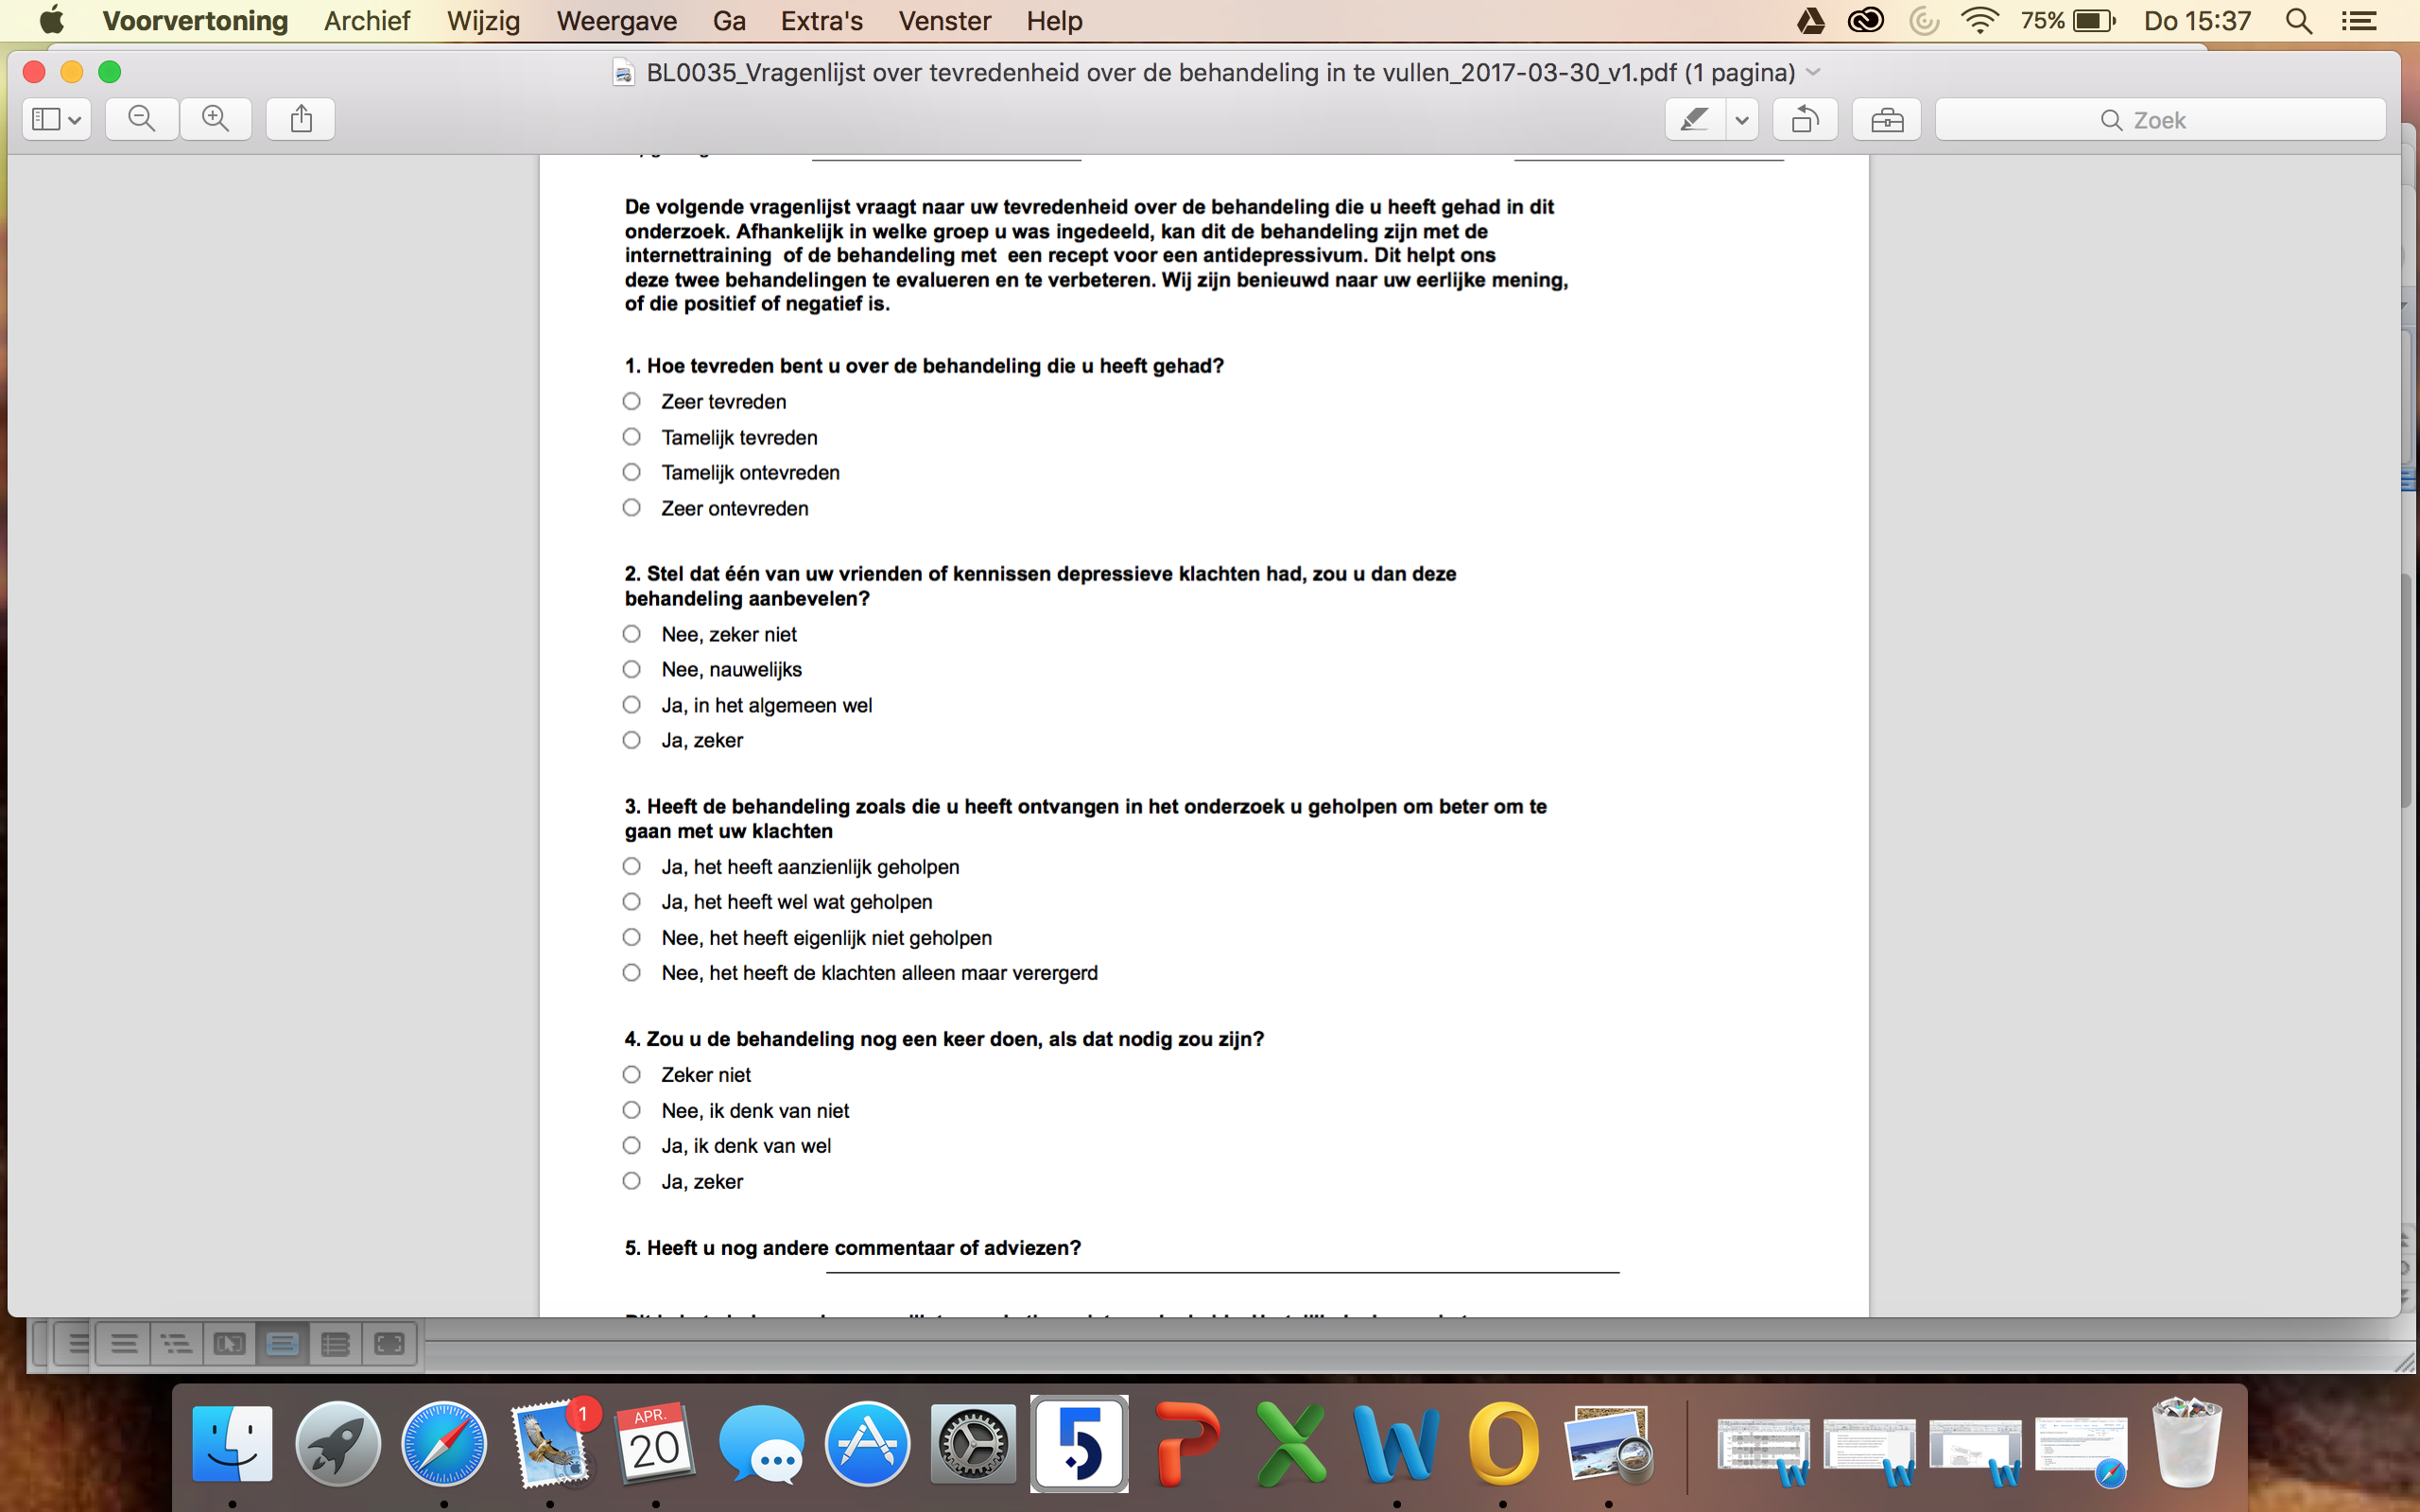 Voorvertoning Archief Wijzig Weergave Ga Extra's Venster Help 75% Do 15:37
BL0035_Vragenlijst over tevredenheid over de behandeling in te vullen_2017-03-30_v1.pdf (1 pagina)
Zoek
De volgende vragenlijst vraagt naar uw tevredenheid over de behandeling die u heeft gehad in dit
onderzoek. Afhankelijk in welke groep u was ingedeeld, kan dit de behandeling zijn met de
internettraining of de behandeling met een recept voor een antidepressivum. Dit helpt ons
deze twee behandelingen te evalueren en te verbeteren. Wij zijn benieuwd naar uw eerlijke mening,
of die positief of negatief is.
1. Hoe tevreden bent u over de behandeling die u heeft gehad?
Zeer tevreden
Tamelijk tevreden
Tamelijk ontevreden
Zeer ontevreden
2. Stel dat één van uw vrienden of kennissen depressieve klachten had, zou u dan deze
behandeling aanbevelen?
Nee, zeker niet
Nee, nauwelijks
Ja, in het algemeen wel
Ja, zeker
3. Heeft de behandeling zoals die u heeft ontvangen in het onderzoek u geholpen om beter om te
gaan met uw klachten
Ja, het heeft aanzienlijk geholpen
Ja, het heeft wel wat geholpen
Nee, het heeft eigenlijk niet geholpen
Nee, het heeft de klachten alleen maar verergerd
4. Zou u de behandeling nog een keer doen, als dat nodig zou zijn?
Zeker niet
Nee, ik denk van niet
Ja, ik denk van wel
Ja, zeker
5. Heeft u nog andere commentaar of adviezen?
1
APR.
20
5